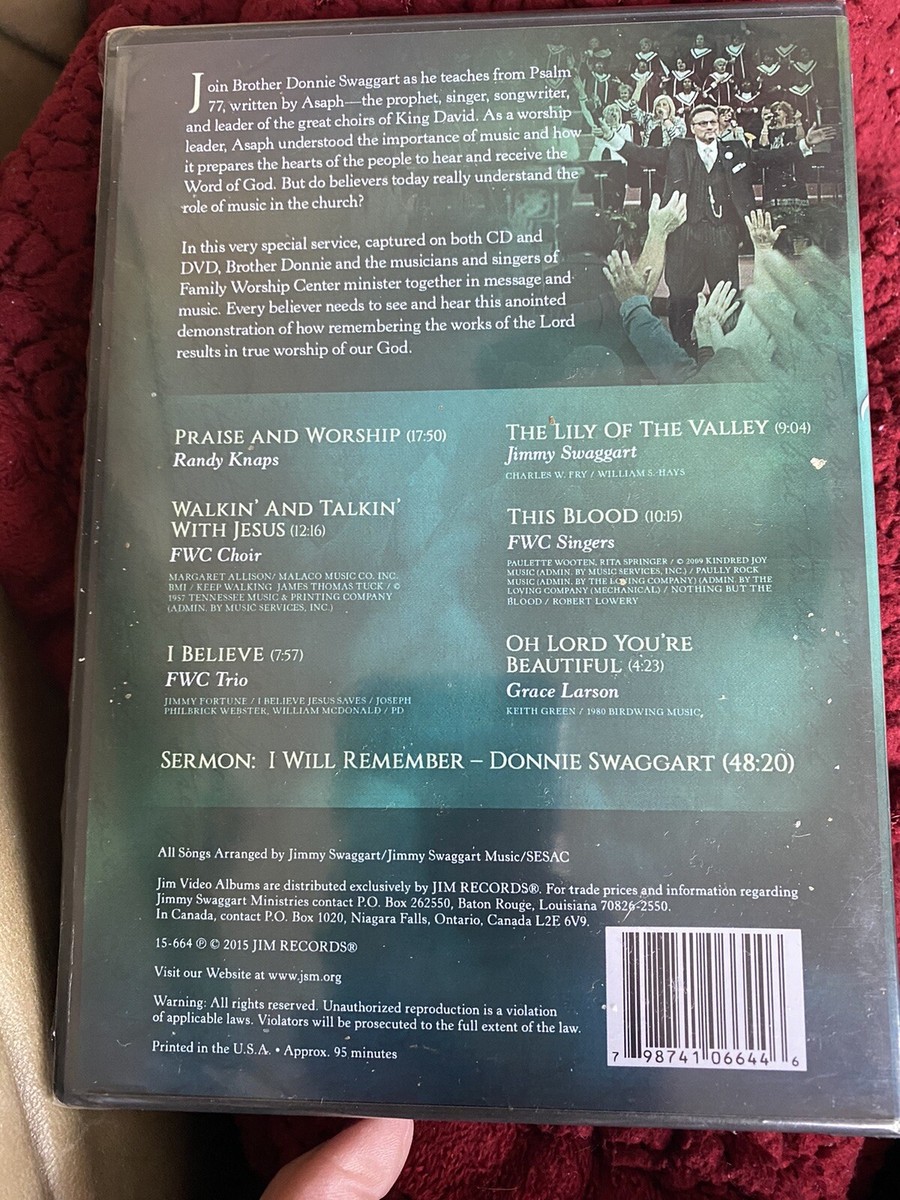 Join Brother Donnie Swaggart as he teaches from Psalm
77, written by Asaph—the prophet, singer, songwriter,
and leader of the great choirs of King David. As a worship
leader, Asaph understood the importance of music and how
it prepares the hearts of the people to hear and receive the
Word of God. But do believers today really understand the
role of music in the church?
In this very special service, captured on both CD and
DVD, Brother Donnie and the musicians and singers of
Family Worship Center minister together in message and
music. Every believer needs to see and hear this anointed
demonstration of how remembering the works of the Lord
results in true worship of our God.
PRAISE AND WORSHIP (17:50)
Randy Knaps
WALKIN' AND TALKIN'
WITH JESUS (12:16)
FWC Choir
MARGARET ALLISON/ MALACO MUSIC CO. INC.
BMI / KEEP WALKING JAMES THOMAS TUCK / ©
1957 TENNESSEE MUSIC & PRINTING COMPANY
(ADMIN. BY MUSIC SERVICES, INC.)
I BELIEVE (7:57)
FWC Trio
JIMMY FORTUNE / I BELIEVE JESUS SAVES / JOSEPH
PHILBRICK WEBSTER, WILLIAM MCDONALD / PD
THE LILY OF THE VALLEY (9:04)
Jimmy Swaggart
CHARLES W. FRY / WILLIAM S. HAYS
THIS BLOOD (10:15)
FWC Singers
PAULETTE WOOTEN, RITA SPRINGER / © 2009 KINDRED JOY
MUSIC (ADMIN. BY MUSIC SERVICES, INC.) / PAULLY ROCK
MUSIC (ADMIN. BY THE LOVING COMPANY) (ADMIN. BY THE
LOVING COMPANY (MECHANICAL) / NOTHING BUT THE
BLOOD / ROBERT LOWERY
OH LORD YOU'RE
BEAUTIFUL (4:23)
Grace Larson
KEITH GREEN / 1980 BIRDWING MUSIC,
SERMON: I WILL REMEMBER – DONNIE SWAGGART (48:20)
All Songs Arranged by Jimmy Swaggart/Jimmy Swaggart Music/SESAC
Jim Video Albums are distributed exclusively by JIM RECORDS®. For trade prices and information regarding
Jimmy Swaggart Ministries contact P.O. Box 262550, Baton Rouge, Louisiana 70826-2550.
In Canada, contact P.O. Box 1020, Niagara Falls, Ontario, Canada L2E 6V9.
15-664 ℗ © 2015 JIM RECORDS®
Visit our Website at www.jsm.org
Warning: All rights reserved. Unauthorized reproduction is a violation
of applicable laws. Violators will be prosecuted to the full extent of the law.
Printed in the U.S.A. • Approx. 95 minutes
7 98741 06644 6